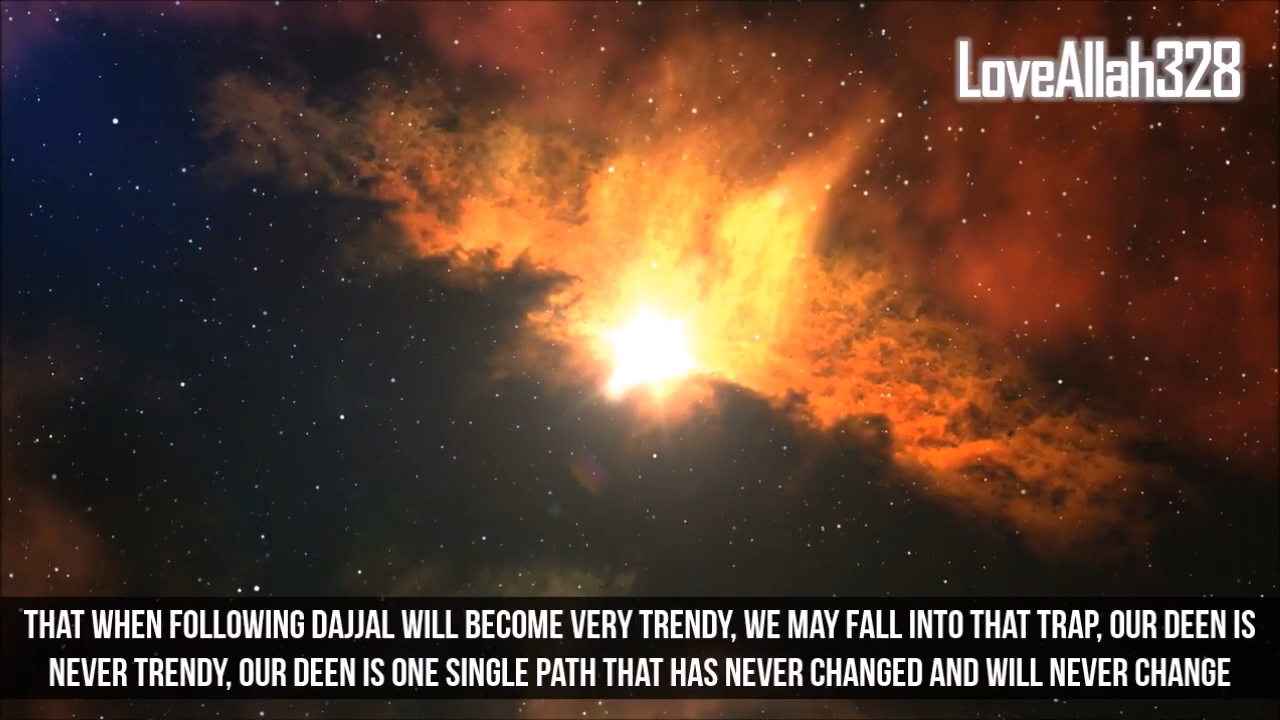 LoveAllah328
THAT WHEN FOLLOWING DAJJAL WILL BECOME VERY TRENDY, WE MAY FALL INTO THAT TRAP, OUR DEEN IS
NEVER TRENDY, OUR DEEN IS ONE SINGLE PATH THAT HAS NEVER CHANGED AND WILL NEVER CHANGE